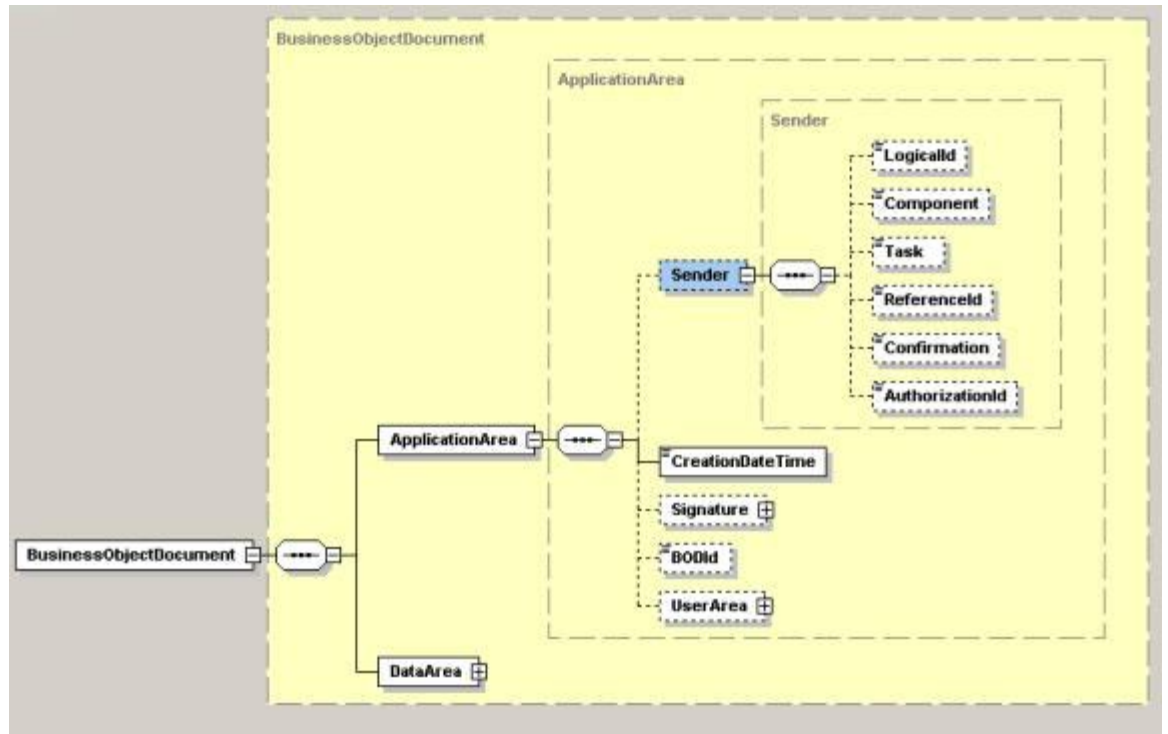 BusinessObjectDocument
ApplicationArea
Sender
LogicalId
Component
Task
Sender
ReferenceId
Confirmation
AuthorizationId
ApplicationArea
CreationDateTime
Signature
BODId
BusinessObjectDocument
UserArea
DataArea